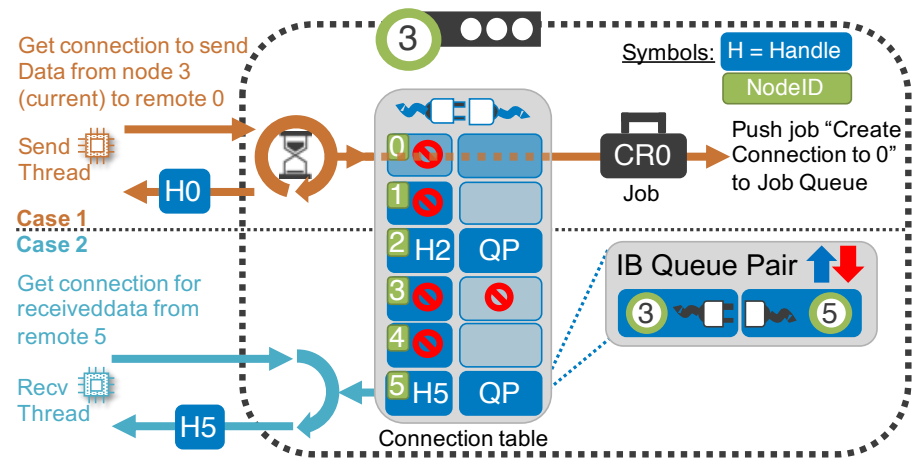 3
Get connection to send
Data from node 3
(current) to remote 0
Symbols:
H = Handle
NodeID
Send
Thread
H0
0
1
2 H2 QP
3
4
5 H5 QP
CR0
Job
Push job “Create
Connection to 0”
to Job Queue
Case 1
Case 2
Get connection for
receiveddata from
remote 5
IB Queue Pair
3
5
Recv
Thread
H5
Connection table